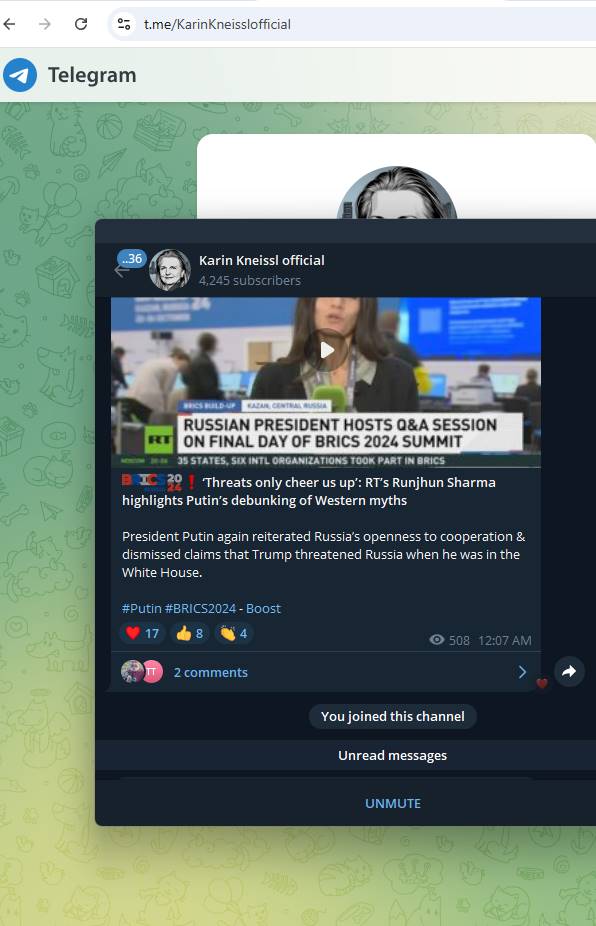 t.me/KarinKneisslofficial
Telegram
..36
Karin Kneissl official
4,245 subscribers
24
BRICS BUILD-UP KAZAN, CENTRAL RUSSIA
RT
RUSSIAN PRESIDENT HOSTS Q&A SESSION
ON FINAL DAY OF BRICS 2024 SUMMIT
MOSCOW 20:04 35 STATES, SIX INTL ORGANIZATIONS TOOK PART IN BRICS
BRICS 2024❗ ‘Threats only cheer us up’: RT’s Runjhun Sharma
highlights Putin’s debunking of Western myths
President Putin again reiterated Russia’s openness to cooperation &
dismissed claims that Trump threatened Russia when he was in the
White House.
#Putin #BRICS2024 - Boost
❤️ 17 👍 8 👏 4
508 12:07 AM
TT 2 comments
You joined this channel
Unread messages
UNMUTE